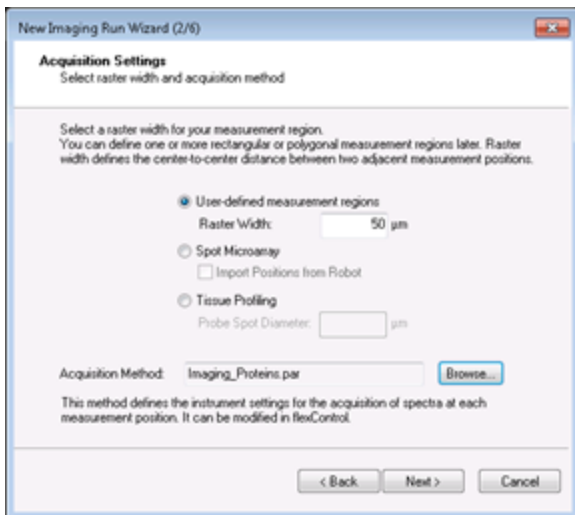 New Imaging Run Wizard (2/6)
Acquisition Settings
Select raster width and acquisition method
Select a raster width for your measurement region.
You can define one or more rectangular or polygonal measurement regions later. Raster
width defines the center-to-center distance between two adjacent measurement positions.
User-defined measurement regions
Raster Width: 50 µm
Spot Microarray
Import Positions from Robot
Tissue Profiling
Probe Spot Diameter: µm
Acquisition Method: Imaging_Proteins.par Browse...
This method defines the instrument settings for the acquisition of spectra at each
measurement position. It can be modified in flexControl.
< Back Next > Cancel